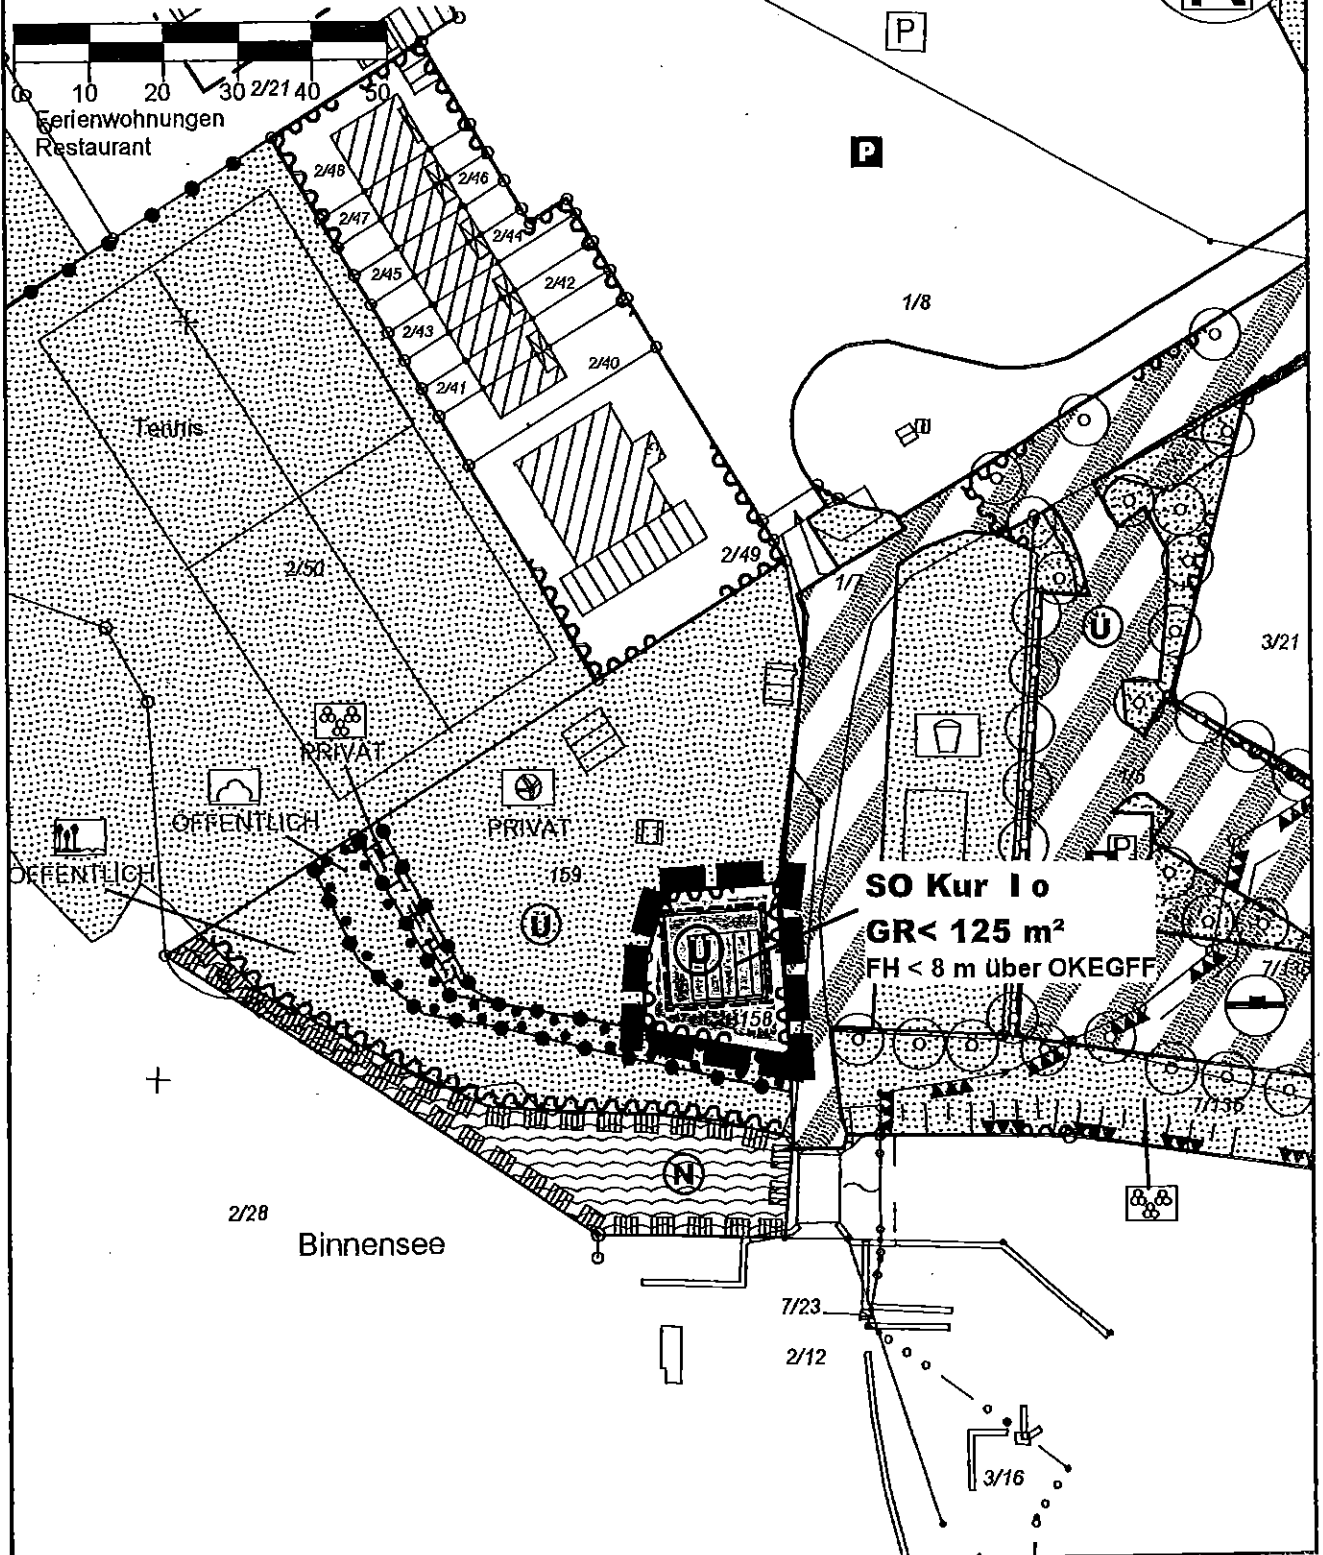 P
0 10 20 30 2/21 40 50
Ferienwohnungen
Restaurant
P
2/48
2/46
2/47
2/44
2/45
2/42
1/8
2/43
2/40
2/41
Tennis
2/49
2/50
1/7
Ü
3/21
PRIVAT
ÖFFENTLICH
PRIVAT
1/5
P
ÖFFENTLICH
159
SO Kur I o
GR< 125 m²
FH < 8 m über OKEGFF
Ü
Ü
158
7/136
N
2/28
Binnensee
7/23
2/12
3/16